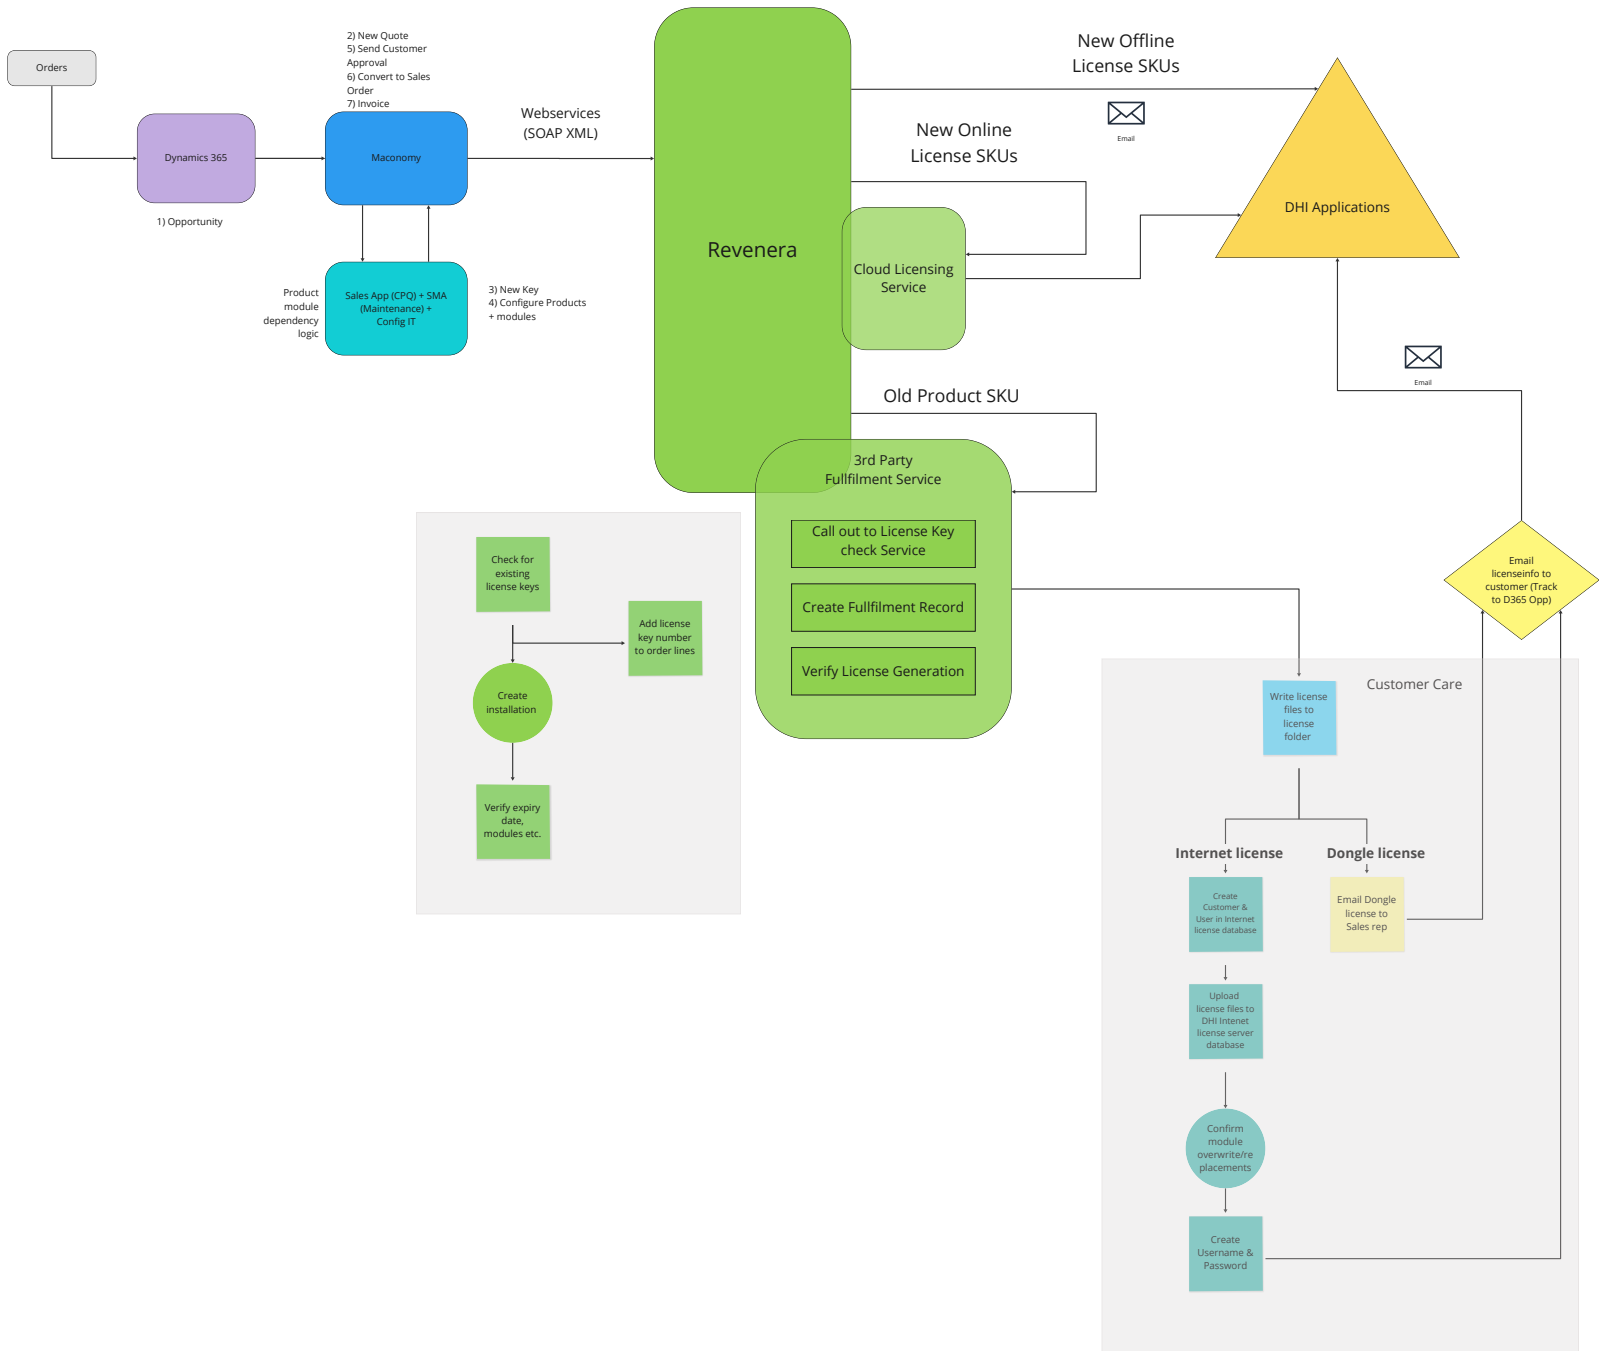 Orders
2) New Quote
5) Send Customer
Approval
6) Convert to Sales
Order
7) Invoice
Dynamics 365
1) Opportunity
Maconomy
Webservices
(SOAP XML)
Product
module
dependency
logic
Sales App (CPQ) + SMA
(Maintenance) +
Config IT
3) New Key
4) Configure Products
+ modules
Revenera
New Offline
License SKUs
Email
New Online
License SKUs
Cloud Licensing
Service
DHI Applications
Email
Old Product SKU
3rd Party
Fullfilment Service
Call out to License Key
check Service
Create Fullfilment Record
Verify License Generation
Check for
existing
license keys
Add license
key number
to order lines
Create
installation
Verify expiry
date,
modules etc.
Email
licenseinfo to
customer (Track
to D365 Opp)
Customer Care
Write license
files to
license
folder
Internet license
Dongle license
Create
Customer &
User in Internet
license database
Email Dongle
license to
Sales rep
Upload
license files to
DHI Intenet
license server
database
Confirm
module
overwrite/re
placements
Create
Username &
Password